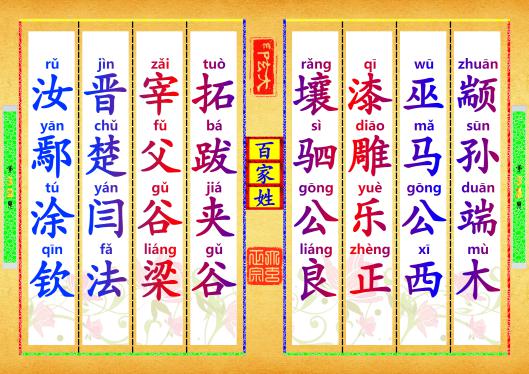 zhuān 颛 sūn 孙 duān 端 mù 木
wū 巫 mǎ 马 gōng 公 xī 西
qī 漆 diāo 雕 yuè 乐 zhèng 正
rǎng 壤 sì 驷 gōng 公 liáng 良
百家姓
tuò 拓 bá 跋 jiá 夹 gǔ 谷
zǎi 宰 fǔ 父 gǔ 谷 liáng 梁
jìn 晋 chǔ 楚 yán 闫 fǎ 法
rǔ 汝 yān 鄢 tú 涂 qīn 钦